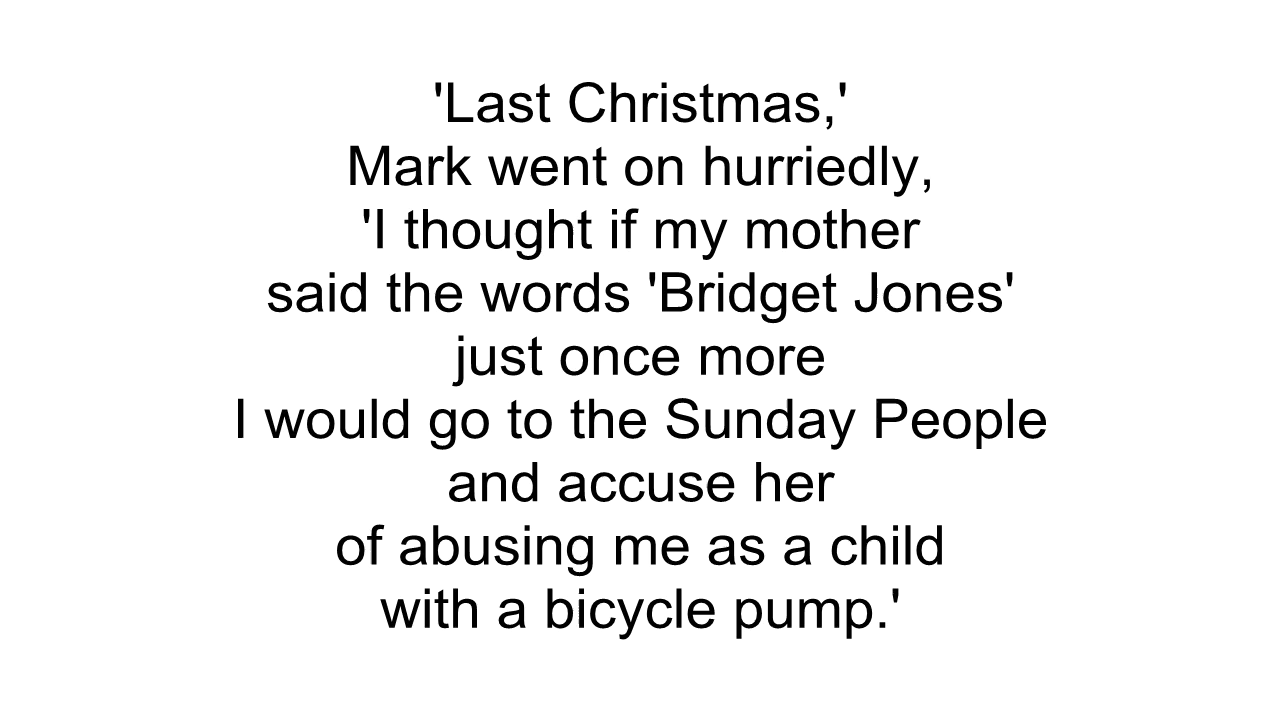 'Last Christmas,'
Mark went on hurriedly,
'I thought if my mother
said the words 'Bridget Jones'
just once more
I would go to the Sunday People
and accuse her
of abusing me as a child
with a bicycle pump.'